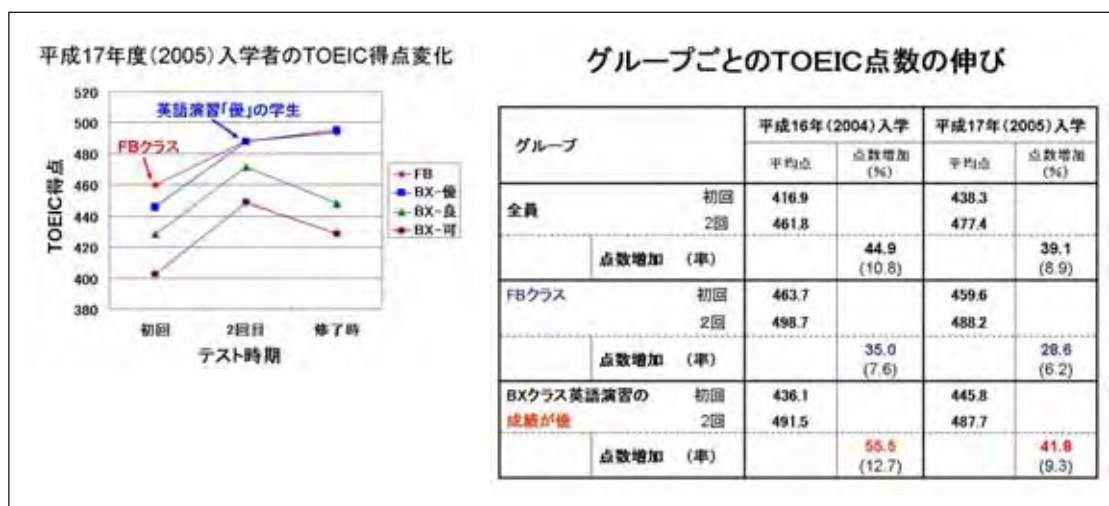 平成17年度(2005)入学者のTOEIC得点変化
TOEIC得点
520
500
480
460
440
420
400
380
英語演習「優」の学生
FBクラス
初回 2回目 修了時
テスト時期
FB
BX-優
BX-良
BX-可
グループごとのTOEIC点数の伸び
グループ 平成16年(2004)入学 平成17年(2005)入学
平均点 点数増加(%) 平均点 点数増加(%)
全員 初回 416.9 438.3
2回 461.8 477.4
点数増加 (率) 44.9 39.1
(10.8) (8.9)
FBクラス 初回 463.7 459.6
2回 498.7 488.2
点数増加 (率) 35.0 28.6
(7.6) (6.2)
BXクラス英語演習の 初回 436.1 445.8
成績が優 2回 491.5 487.7
点数増加 (率) 55.5 41.8
(12.7) (9.3)